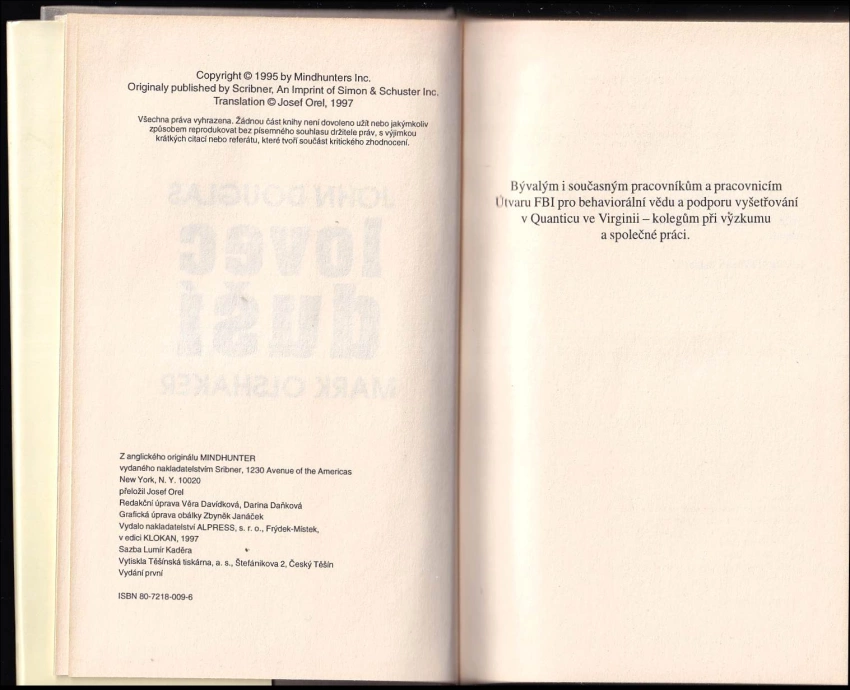 Copyright © 1995 by Mindhunters Inc.
Originaly published by Scribner, An Imprint of Simon & Schuster Inc.
Translation © Josef Orel, 1997
Všechna práva vyhrazena. Žádnou část knihy není dovoleno užít nebo jakýmkoliv
způsobem reprodukovat bez písemného souhlasu držitele práv, s výjimkou
krátkých citací nebo referátu, které tvoří součást kritického zhodnocení.
JOHN DOUGLAS
lovec
duší
MARK OLSHAKER
Z anglického originálu MINDHUNTER
vydaného nakladatelstvím Sribner, 1230 Avenue of the Americas
New York, N. Y. 10020
přeložil Josef Orel
Redakční úprava Věra Davídková, Darina Daňková
Grafická úprava obálky Zbyněk Janáček
Vydalo nakladatelství ALPRESS, s. r. o., Frýdek-Místek,
v edici KLOKAN, 1997
Sazba Lumír Kaděra
Vytiskla Těšínská tiskárna, a. s., Štefánikova 2, Český Těšín
Vydání první
ISBN 80-7218-009-6
Bývalým i současným pracovníkům a pracovnicím
Útvaru FBI pro behaviorální vědu a podporu vyšetřování
v Quanticu ve Virginii – kolegům při výzkumu
a společné práci.